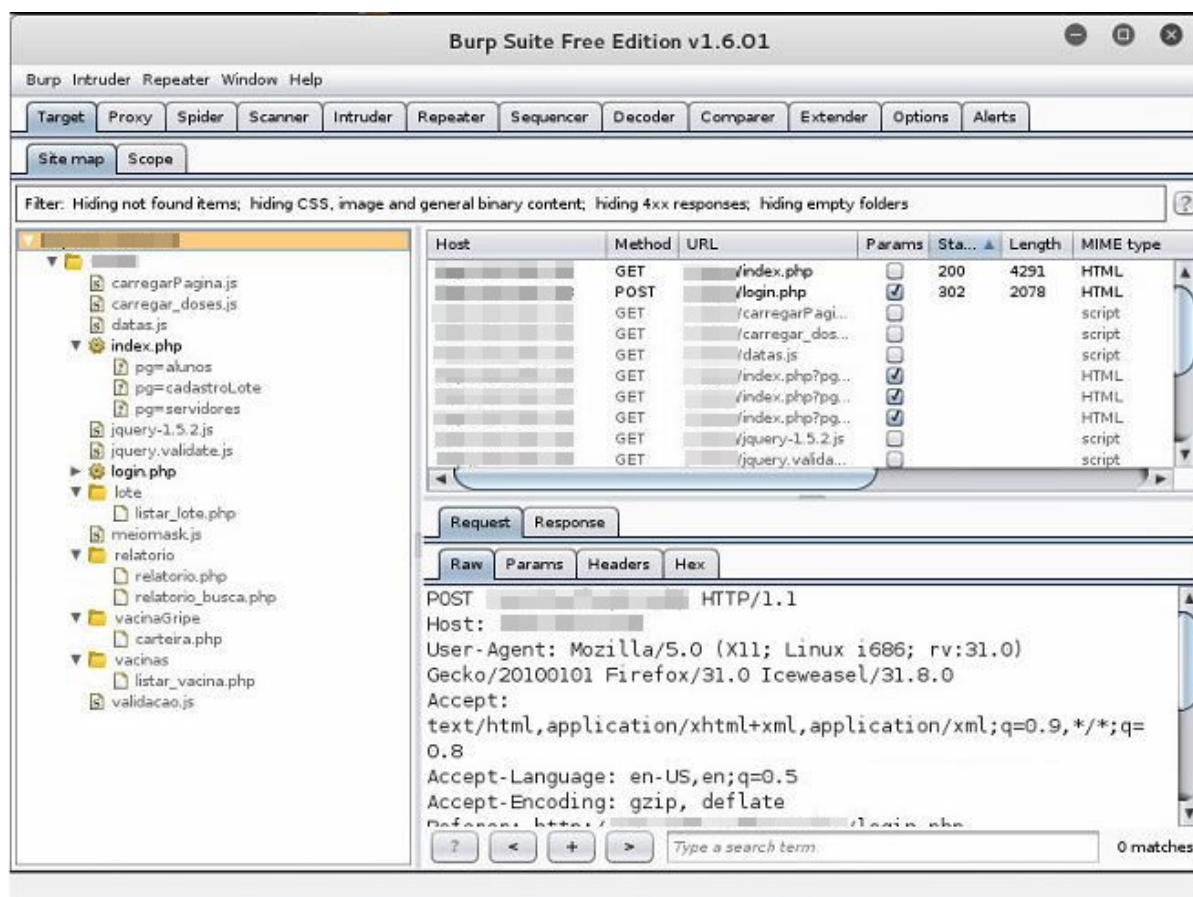 Burp Suite Free Edition v1.6.01
Burp Intruder Repeater Window Help
Target Proxy Spider Scanner Intruder Repeater Sequencer Decoder Comparer Extender Options Alerts
Site map Scope
Filter: Hiding not found items; hiding CSS, image and general binary content; hiding 4xx responses; hiding empty folders ?
carregarPagina.js
carregar_doses.js
datas.js
index.php
pg=alunos
pg=cadastroLote
pg=servidores
jquery-1.5.2.js
jquery.validate.js
login.php
lote
listar_lote.php
meiomask.js
relatorio
relatorio.php
relatorio_busca.php
vacinaGripe
carteira.php
vacinas
listar_vacina.php
validacao.js
Host Method URL Params Sta... Length MIME type
GET /index.php 200 4291 HTML
POST /login.php 302 2078 HTML
GET /carregarPagi... script
GET /carregar_dos... script
GET /datas.js script
GET /index.php?pg... HTML
GET /index.php?pg... HTML
GET /index.php?pg... HTML
GET /jquery-1.5.2.js script
GET /jquery.valida... script
Request Response
Raw Params Headers Hex
POST HTTP/1.1
Host:
User-Agent: Mozilla/5.0 (X11; Linux i686; rv:31.0)
Gecko/20100101 Firefox/31.0 Iceweasel/31.8.0
Accept:
text/html,application/xhtml+xml,application/xml;q=0.9,*/*;q=
0.8
Accept-Language: en-US,en;q=0.5
Accept-Encoding: gzip, deflate
Referer: http:/ /login.php
? < + > Type a search term 0 matches